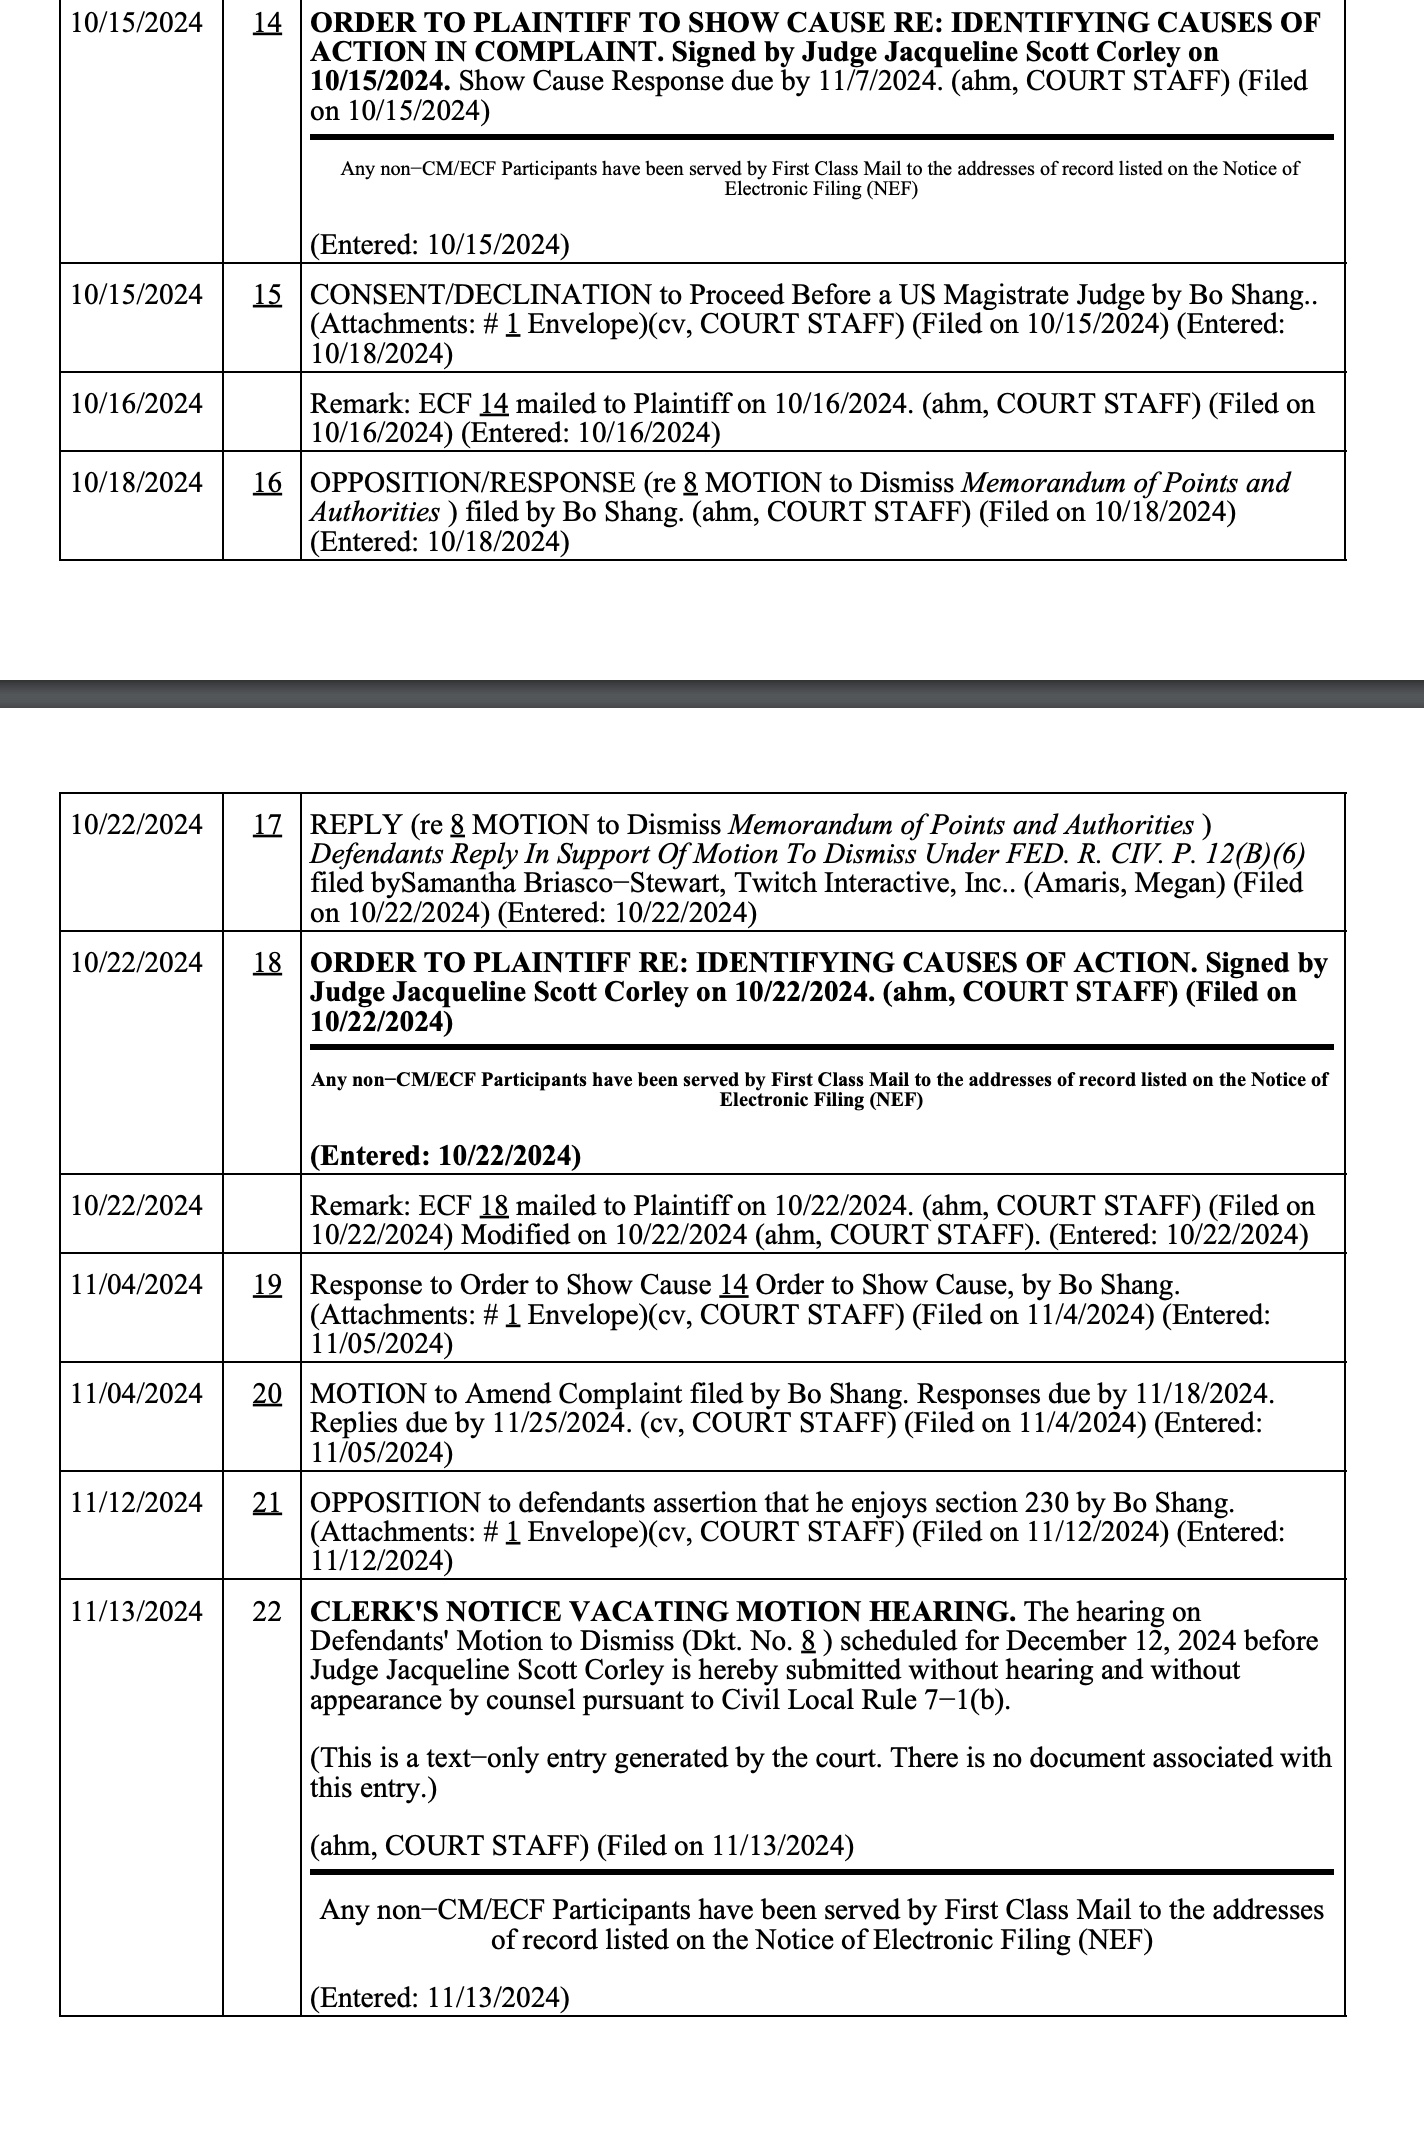 10/15/2024
14
ORDER TO PLAINTIFF TO SHOW CAUSE RE: IDENTIFYING CAUSES OF
ACTION IN COMPLAINT. Signed by Judge Jacqueline Scott Corley on
10/15/2024. Show Cause Response due by 11/7/2024. (ahm, COURT STAFF) (Filed
on 10/15/2024)
Any non−CM/ECF Participants have been served by First Class Mail to the addresses of record listed on the Notice of
Electronic Filing (NEF)
(Entered: 10/15/2024)
10/15/2024
15
CONSENT/DECLINATION to Proceed Before a US Magistrate Judge by Bo Shang..
(Attachments: # 1 Envelope)(cv, COURT STAFF) (Filed on 10/15/2024) (Entered:
10/18/2024)
10/16/2024
Remark: ECF 14 mailed to Plaintiff on 10/16/2024. (ahm, COURT STAFF) (Filed on
10/16/2024) (Entered: 10/16/2024)
10/18/2024
16
OPPOSITION/RESPONSE (re 8 MOTION to Dismiss Memorandum of Points and
Authorities ) filed by Bo Shang. (ahm, COURT STAFF) (Filed on 10/18/2024)
(Entered: 10/18/2024)
10/22/2024
17
REPLY (re 8 MOTION to Dismiss Memorandum of Points and Authorities )
Defendants Reply In Support Of Motion To Dismiss Under FED. R. CIV. P. 12(B)(6)
filed bySamantha Briasco−Stewart, Twitch Interactive, Inc.. (Amaris, Megan) (Filed
on 10/22/2024) (Entered: 10/22/2024)
10/22/2024
18
ORDER TO PLAINTIFF RE: IDENTIFYING CAUSES OF ACTION. Signed by
Judge Jacqueline Scott Corley on 10/22/2024. (ahm, COURT STAFF) (Filed on
10/22/2024)
Any non−CM/ECF Participants have been served by First Class Mail to the addresses of record listed on the Notice of
Electronic Filing (NEF)
(Entered: 10/22/2024)
10/22/2024
Remark: ECF 18 mailed to Plaintiff on 10/22/2024. (ahm, COURT STAFF) (Filed on
10/22/2024) Modified on 10/22/2024 (ahm, COURT STAFF). (Entered: 10/22/2024)
11/04/2024
19
Response to Order to Show Cause 14 Order to Show Cause, by Bo Shang.
(Attachments: # 1 Envelope)(cv, COURT STAFF) (Filed on 11/4/2024) (Entered:
11/05/2024)
11/04/2024
20
MOTION to Amend Complaint filed by Bo Shang. Responses due by 11/18/2024.
Replies due by 11/25/2024. (cv, COURT STAFF) (Filed on 11/4/2024) (Entered:
11/05/2024)
11/12/2024
21
OPPOSITION to defendants assertion that he enjoys section 230 by Bo Shang.
(Attachments: # 1 Envelope)(cv, COURT STAFF) (Filed on 11/12/2024) (Entered:
11/12/2024)
11/13/2024
22
CLERK'S NOTICE VACATING MOTION HEARING. The hearing on
Defendants' Motion to Dismiss (Dkt. No. 8 ) scheduled for December 12, 2024 before
Judge Jacqueline Scott Corley is hereby submitted without hearing and without
appearance by counsel pursuant to Civil Local Rule 7−1(b).
(This is a text−only entry generated by the court. There is no document associated with
this entry.)
(ahm, COURT STAFF) (Filed on 11/13/2024)
Any non−CM/ECF Participants have been served by First Class Mail to the addresses
of record listed on the Notice of Electronic Filing (NEF)
(Entered: 11/13/2024)